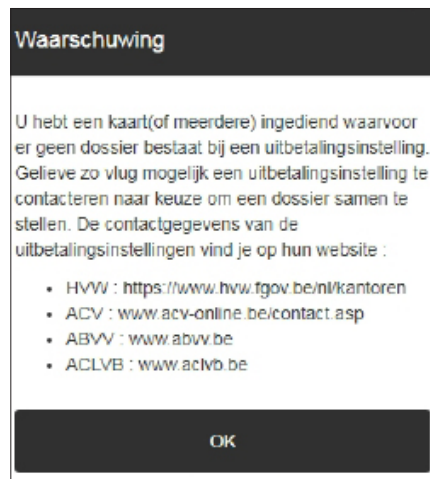 Waarschuwing
U hebt een kaart(of meerdere) ingediend waarvoor
er geen dossier bestaat bij een uitbetalingsinstelling.
Gelieve zo vlug mogelijk een uitbetalingsinstelling te
contacteren naar keuze om een dossier samen te
stellen. De contactgegevens van de
uitbetalingsinstellingen vind je op hun website :
• HVW : https://www.hvw.fgov.be/nl/kantoren
• ACV : www.acv-online.be/contact.asp
• ABVV : www.abvv.be
• ACLVB : www.aclvb.be
OK